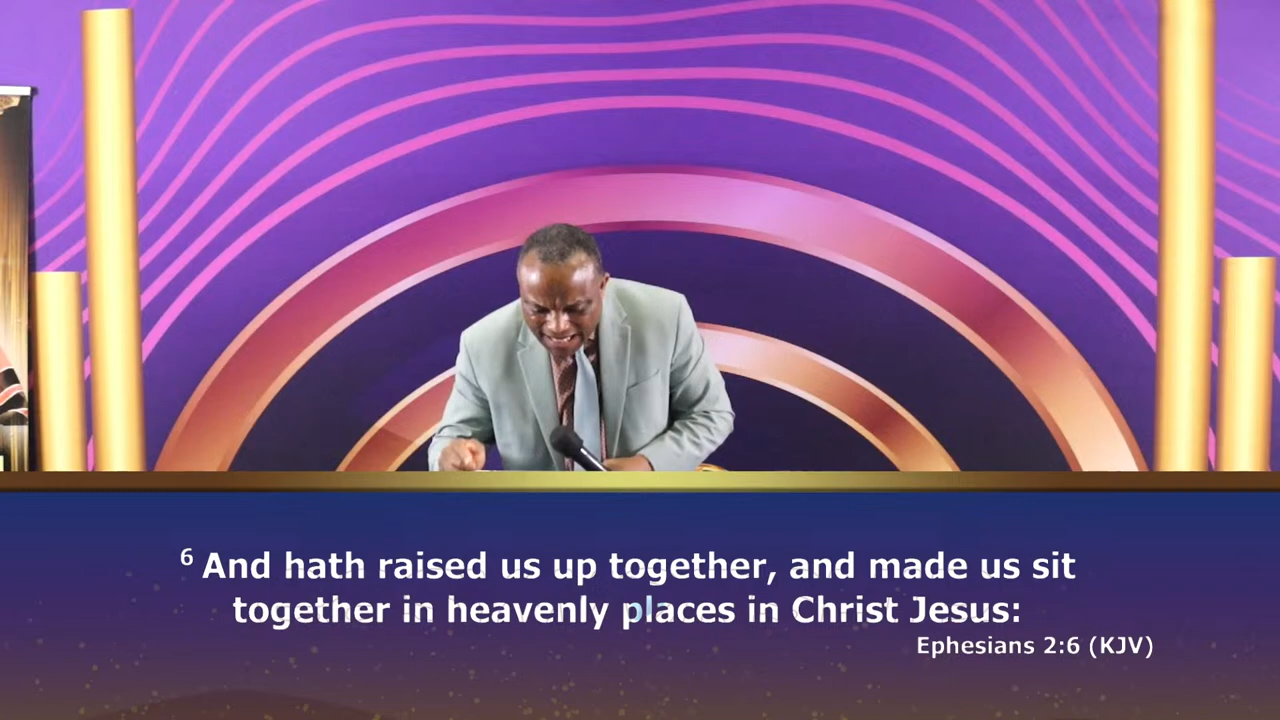 6 And hath raised us up together, and made us sit
together in heavenly places in Christ Jesus:
Ephesians 2:6 (KJV)